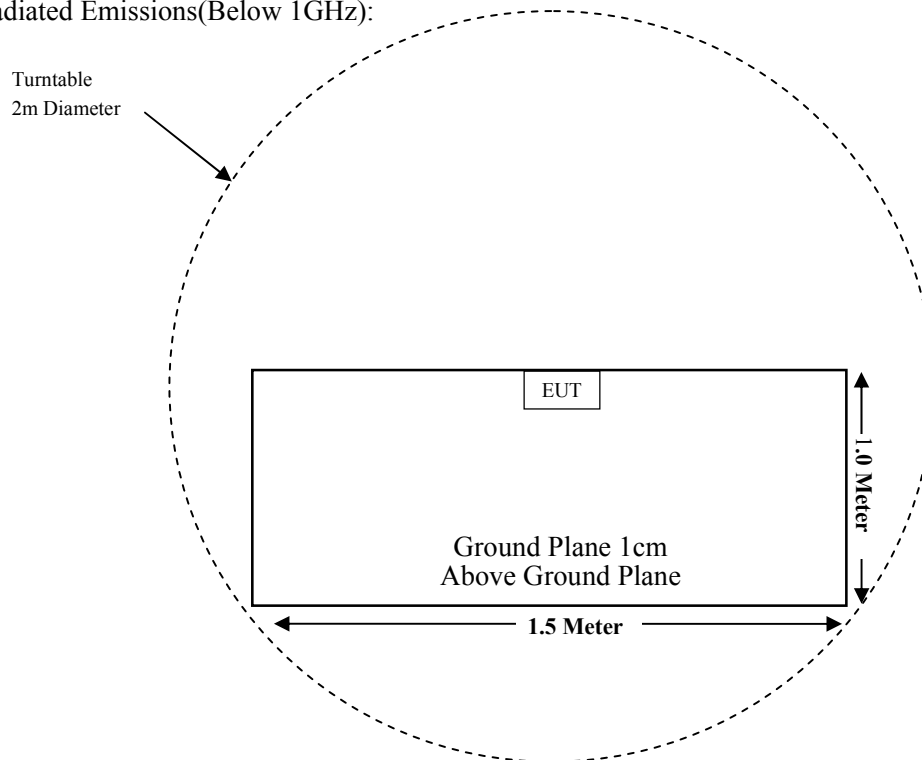 adiated Emissions(Below 1GHz):
Turntable
2m Diameter
EUT
1.0 Meter
Ground Plane 1cm
Above Ground Plane
1.5 Meter